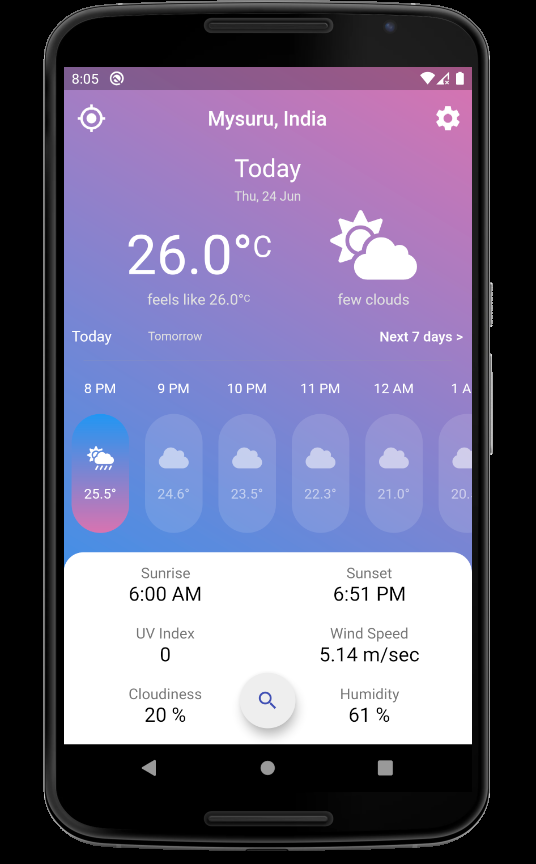 8:05
Mysuru, India
Today
Thu, 24 Jun
26.0°C
feels like 26.0°C
few clouds
Today Tomorrow Next 7 days >
8 PM 9 PM 10 PM 11 PM 12 AM 1 A
25.5° 24.6° 23.5° 22.3° 21.0° 20.
Sunrise Sunset
6:00 AM 6:51 PM
UV Index Wind Speed
0 5.14 m/sec
Cloudiness Humidity
20 % 61 %